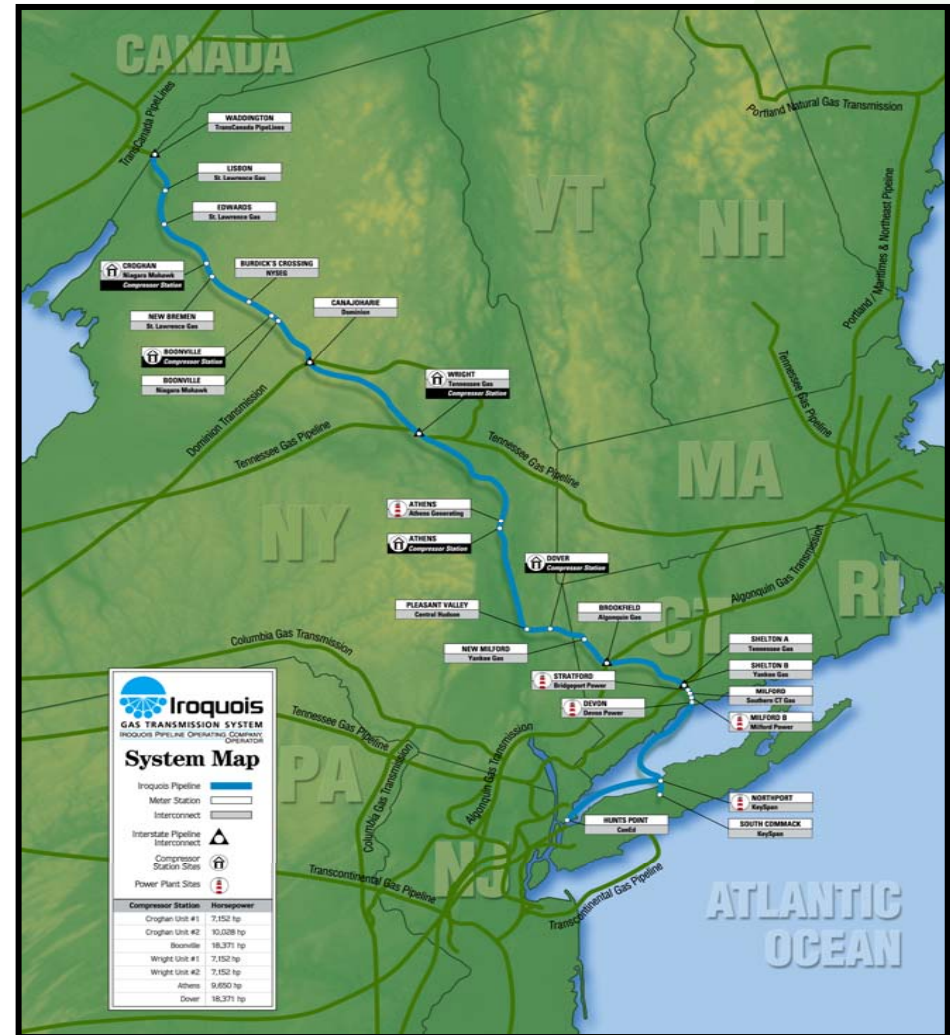 CANADA
TransCanada PipeLines
WADDINGTON
TransCanada PipeLines
LISBON
St. Lawrence Gas
EDWARDS
St. Lawrence Gas
CROGHAN
Niagara Mohawk
Compressor Station
BURDICK'S CROSSING
NYSEG
NEW BREMEN
St. Lawrence Gas
CANAJOHARIE
Dominion
BOONVILLE
Compressor Station
BOONVILLE
Niagara Mohawk
WRIGHT
Tennessee Gas
Compressor Station
VT
NH
Portland Natural Gas Transmission
Portland / Maritimes & Northeast Pipeline
Tennessee Gas Pipeline
Dominion Transmission
Tennessee Gas Pipeline
Tennessee Gas Pipeline
MA
NY
ATHENS
Athens Generating
ATHENS
Compressor Station
DOVER
Compressor Station
Algonquin Gas Transmission
RI
CT
PLEASANT VALLEY
Central Hudson
BROOKFIELD
Algonquin Gas
NEW MILFORD
Yankee Gas
SHELTON A
Tennessee Gas
SHELTON B
Yankee Gas
STRATFORD
Bridgeport Power
MILFORD
Southern CT Gas
DEVON
Devon Power
MILFORD B
Milford Power
Columbia Gas Transmission
Tennessee Gas Pipeline
PA
Columbia Gas Transmission
Algonquin Gas Transmission
NORTHPORT
KeySpan
HUNTS POINT
ConEd
SOUTH COMMACK
KeySpan
NJ
Transcontinental Gas Pipeline
Transcontinental Gas Pipeline
ATLANTIC
OCEAN
Iroquois
GAS TRANSMISSION SYSTEM
IROQUOIS PIPELINE OPERATING COMPANY,
OPERATOR
System Map
Iroquois Pipeline
Meter Station
Interconnect
Interstate Pipeline
Interconnect
Compressor
Station Sites
Power Plant Sites
Compressor Station Horsepower
Croghan Unit #1 7,152 hp
Croghan Unit #2 10,028 hp
Boonville 18,371 hp
Wright Unit #1 7,152 hp
Wright Unit #2 7,152 hp
Athens 9,650 hp
Dover 18,371 hp